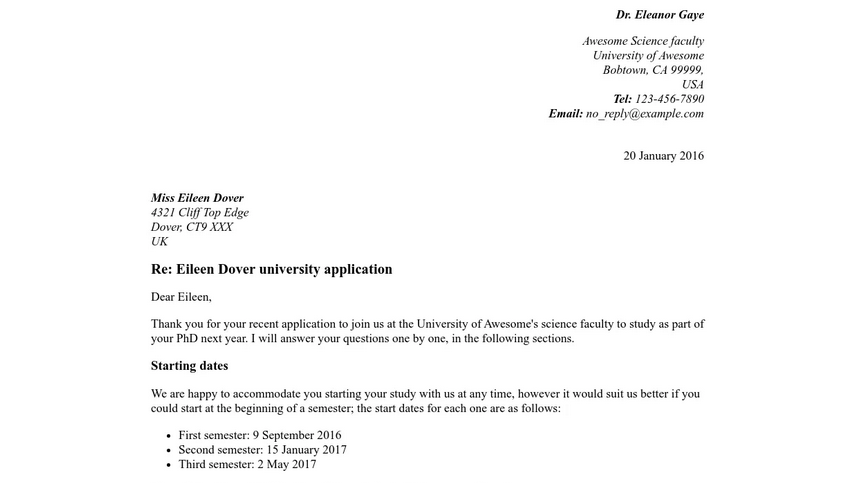 Dr. Eleanor Gaye
Awesome Science faculty
University of Awesome
Bobtown, CA 99999,
USA
Tel: 123-456-7890
Email: no_reply@example.com
20 January 2016
Miss Eileen Dover
4321 Cliff Top Edge
Dover, CT9 XXX
UK
Re: Eileen Dover university application
Dear Eileen,
Thank you for your recent application to join us at the University of Awesome's science faculty to study as part of
your PhD next year. I will answer your questions one by one, in the following sections.
Starting dates
We are happy to accommodate you starting your study with us at any time, however it would suit us better if you
could start at the beginning of a semester; the start dates for each one are as follows:
• First semester: 9 September 2016
• Second semester: 15 January 2017
• Third semester: 2 May 2017